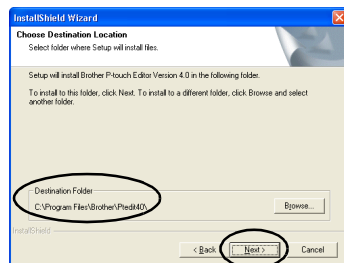 InstallShield Wizard
Choose Destination Location
Select folder where Setup will install files.
Setup will install Brother P-touch Editor Version 4.0 in the following folder.
To install to this folder, click Next. To install to a different folder, click Browse and select
another folder.
Destination Folder
C:\Program Files\Brother\Ptedit40\
Browse...
InstallShield
< Back
Next >
Cancel